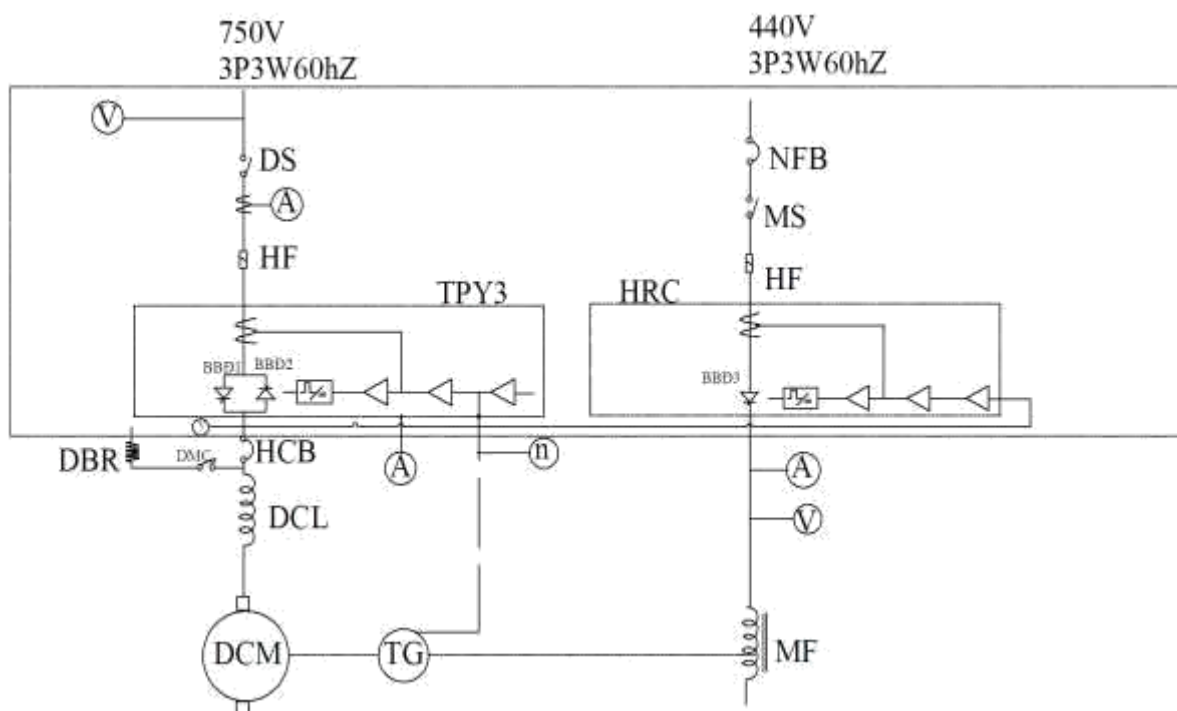 750V
3P3W60hZ
440V
3P3W60hZ
V
DS
A
NFB
MS
HF
HF
TPY3
HRC
BBD1
BBD2
BBD3
DBR
DMC
HCB
A
n
A
DCL
V
DCM
TG
MF